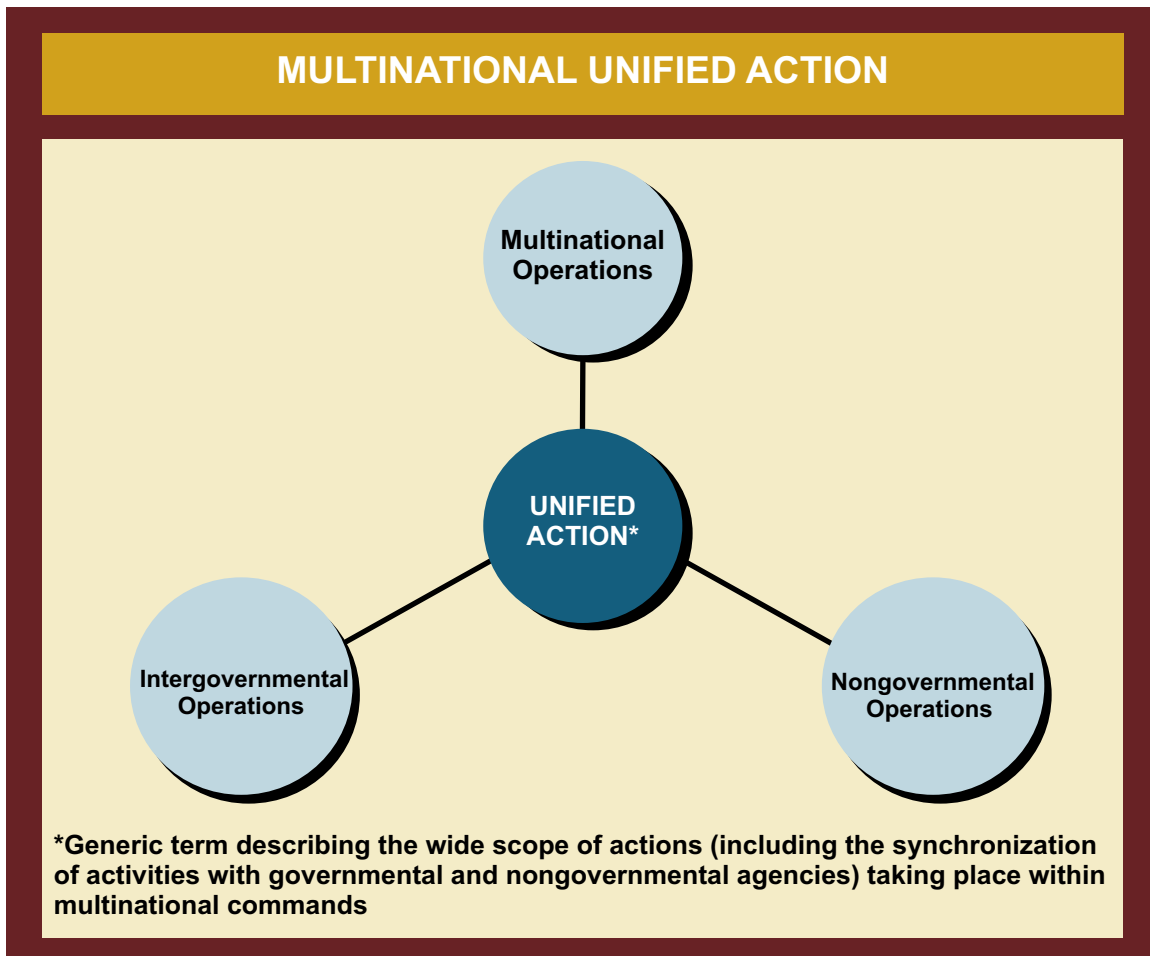 MULTINATIONAL UNIFIED ACTION
Multinational
Operations
UNIFIED
ACTION*
Intergovernmental
Operations
Nongovernmental
Operations
*Generic term describing the wide scope of actions (including the synchronization
of activities with governmental and nongovernmental agencies) taking place within
multinational commands